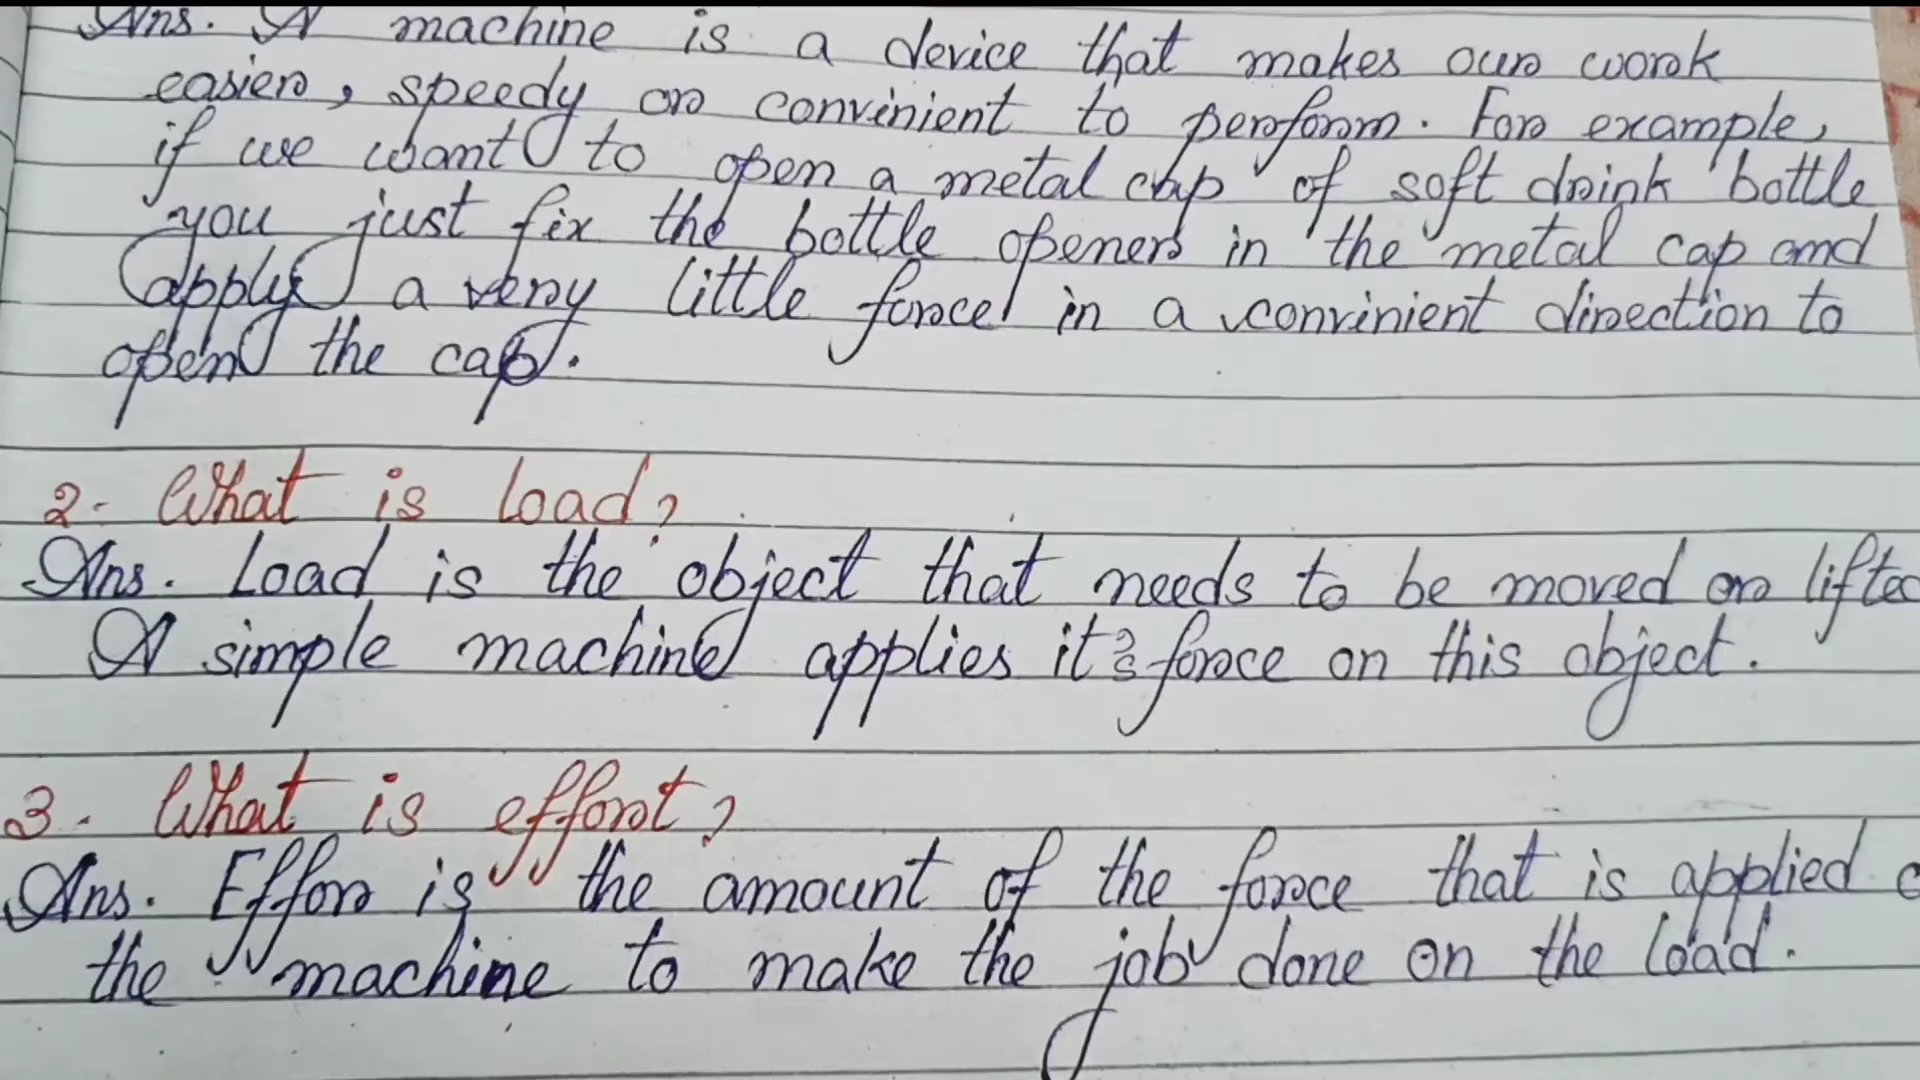 Ans. A machine is a device that makes our work
easier, speedy or convinient to perform. For example,
if we want to open a metal cap of soft drink bottle
you just fix the bottle openers in the metal cap and
apply a very little force in a convinient direction to
open the cap.
2. What is load?
Ans. Load is the object that needs to be moved or lifted
A simple machine applies it's force on this object.
3. What is effort?
Ans. Effor is the amount of the force that is applied
the machine to make the job done on the load.